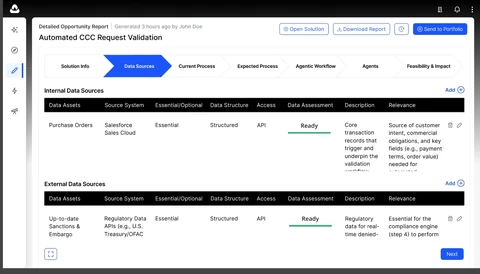 Detailed Opportunity Report | Generated 3 hours ago by John Doe
Automated CCC Request Validation
Open Solution
Download Report
Send to Portfolio
Solution Info
Data Sources
Current Process
Expected Process
Agentic Workflow
Agents
Feasibility & Impact
Internal Data Sources
Add
Data Assets Source System Essential/Optional Data Structure Access Data Assessment Description Relevance
Purchase Orders
Salesforce
Sales Cloud
Essential
Structured
API
Ready
Core
transaction
records that
trigger and
underpin the
validation
Source of customer
intent, commercial
obligations, and key
fields (e.g., payment
terms, order value)
needed for
External Data Sources
Add
Data Assets Source System Essential/Optional Data Structure Access Data Assessment Description Relevance
Up-to-date
Sanctions &
Embargo
Regulatory Data
APIs (e.g., U.S.
Treasury/OFAC
Essential
Structured
API
Ready
Regulatory
data for real-
time denied-
Essential for the
compliance engine
(step 4) to perform
Next